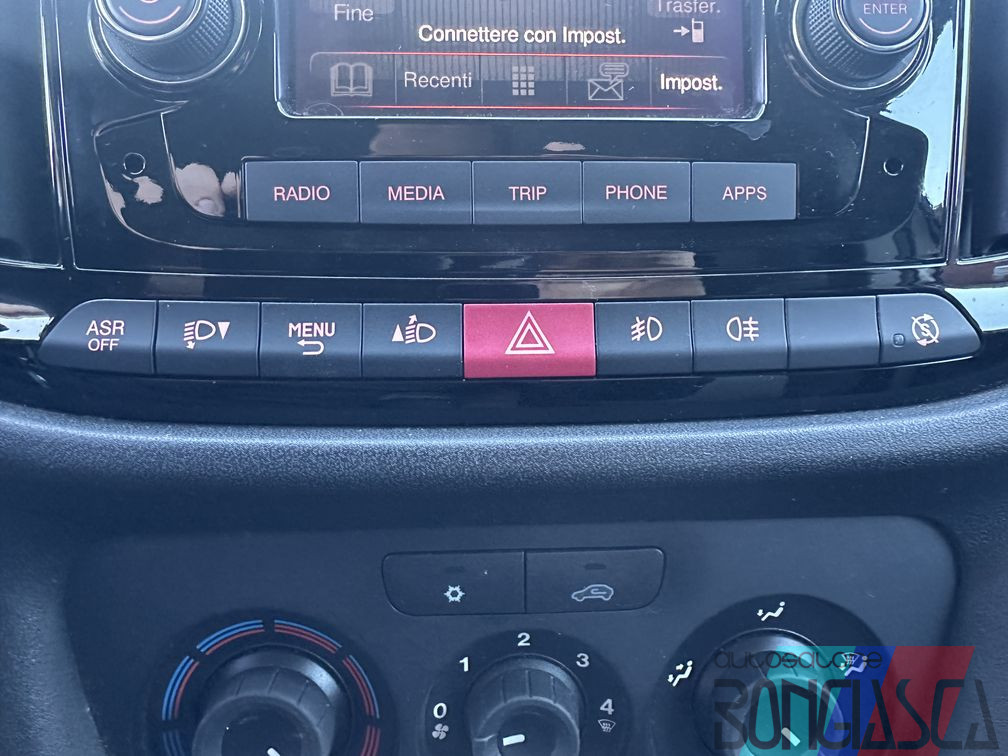 Fine
Trasfer.
ENTER
Connettere con Impost.
Recenti
Impost.
RADIO
MEDIA
TRIP
PHONE
APPS
ASR
OFF
MENU
0
1
2
3
4
autosalone
BONGIASCA